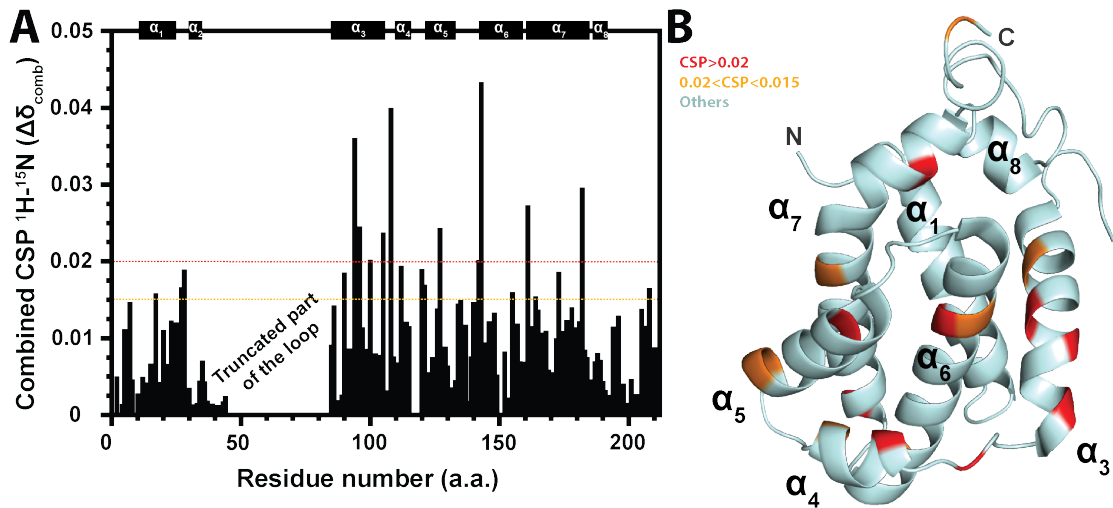 A
α1 α2 α3 α4 α5 α6 α7 α8
Combined CSP ¹H-¹⁵N (Δδcomb)
0.05
0.04
0.03
0.02
0.01
0
Truncated part
of the loop
0 50 100 150 200
Residue number (a.a.)
B
CSP>0.02
0.02<CSP<0.015
Others
C
N
α8
α7
α1
α6
α5
α3
α4